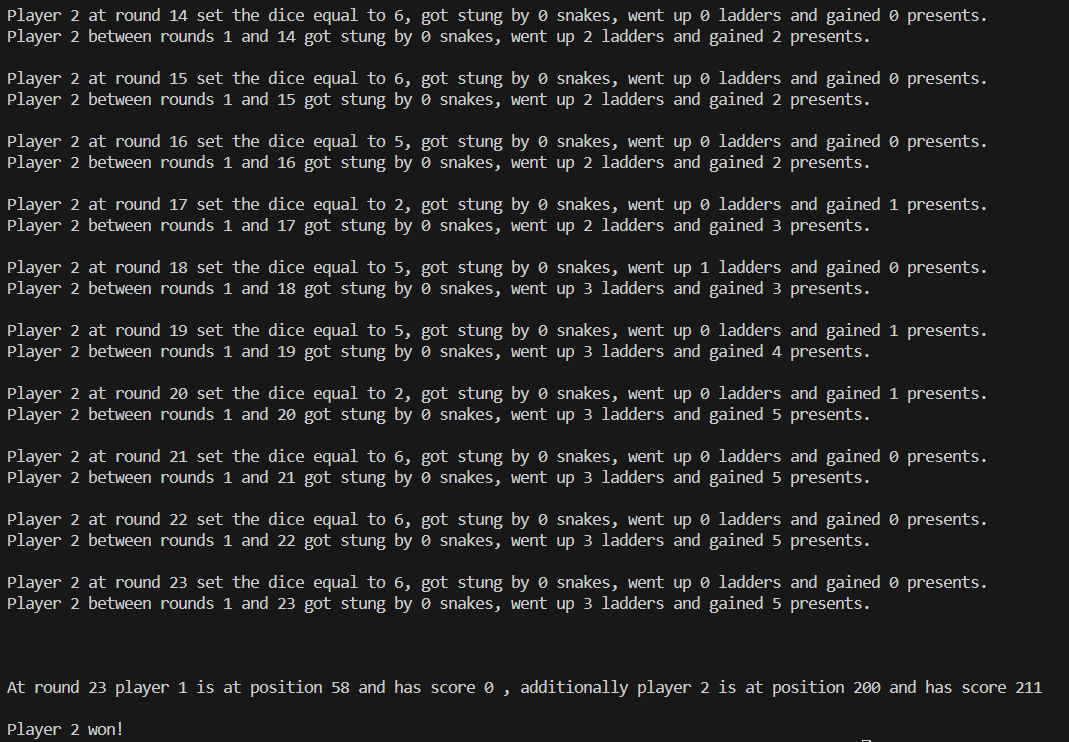 Player 2 at round 14 set the dice equal to 6, got stung by 0 snakes, went up 0 ladders and gained 0 presents.
Player 2 between rounds 1 and 14 got stung by 0 snakes, went up 2 ladders and gained 2 presents.
Player 2 at round 15 set the dice equal to 6, got stung by 0 snakes, went up 0 ladders and gained 0 presents.
Player 2 between rounds 1 and 15 got stung by 0 snakes, went up 2 ladders and gained 2 presents.
Player 2 at round 16 set the dice equal to 5, got stung by 0 snakes, went up 0 ladders and gained 0 presents.
Player 2 between rounds 1 and 16 got stung by 0 snakes, went up 2 ladders and gained 2 presents.
Player 2 at round 17 set the dice equal to 2, got stung by 0 snakes, went up 0 ladders and gained 1 presents.
Player 2 between rounds 1 and 17 got stung by 0 snakes, went up 2 ladders and gained 3 presents.
Player 2 at round 18 set the dice equal to 5, got stung by 0 snakes, went up 1 ladders and gained 0 presents.
Player 2 between rounds 1 and 18 got stung by 0 snakes, went up 3 ladders and gained 3 presents.
Player 2 at round 19 set the dice equal to 5, got stung by 0 snakes, went up 0 ladders and gained 1 presents.
Player 2 between rounds 1 and 19 got stung by 0 snakes, went up 3 ladders and gained 4 presents.
Player 2 at round 20 set the dice equal to 2, got stung by 0 snakes, went up 0 ladders and gained 1 presents.
Player 2 between rounds 1 and 20 got stung by 0 snakes, went up 3 ladders and gained 5 presents.
Player 2 at round 21 set the dice equal to 6, got stung by 0 snakes, went up 0 ladders and gained 0 presents.
Player 2 between rounds 1 and 21 got stung by 0 snakes, went up 3 ladders and gained 5 presents.
Player 2 at round 22 set the dice equal to 6, got stung by 0 snakes, went up 0 ladders and gained 0 presents.
Player 2 between rounds 1 and 22 got stung by 0 snakes, went up 3 ladders and gained 5 presents.
Player 2 at round 23 set the dice equal to 6, got stung by 0 snakes, went up 0 ladders and gained 0 presents.
Player 2 between rounds 1 and 23 got stung by 0 snakes, went up 3 ladders and gained 5 presents.
At round 23 player 1 is at position 58 and has score 0 , additionally player 2 is at position 200 and has score 211
Player 2 won!